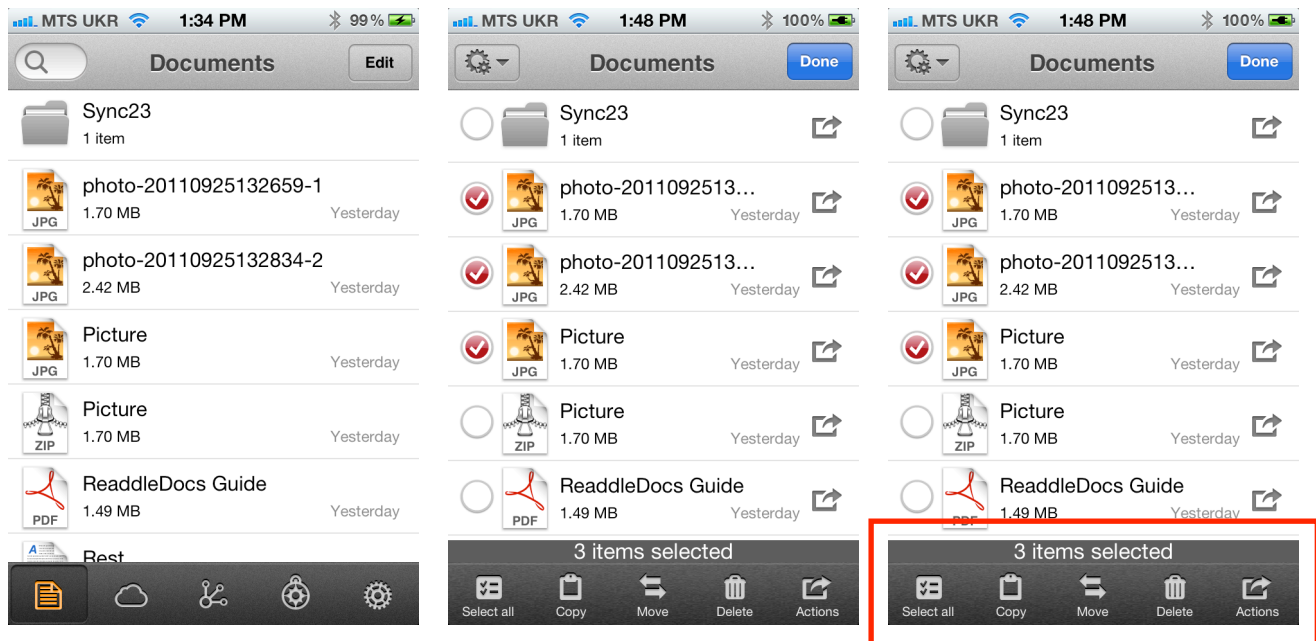 MTS UKR 1:34 PM 99%
Documents Edit
Sync23
1 item
photo-20110925132659-1
1.70 MB Yesterday
JPG
photo-20110925132834-2
2.42 MB Yesterday
JPG
Picture
1.70 MB Yesterday
JPG
Picture
1.70 MB Yesterday
ZIP
ReaddleDocs Guide
1.49 MB Yesterday
PDF
A
Rest
MTS UKR 1:48 PM 100%
Documents Done
Sync23
1 item
photo-2011092513...
1.70 MB Yesterday
JPG
photo-2011092513...
2.42 MB Yesterday
JPG
Picture
1.70 MB Yesterday
JPG
Picture
1.70 MB Yesterday
ZIP
ReaddleDocs Guide
1.49 MB Yesterday
PDF
3 items selected
Select all Copy Move Delete Actions
MTS UKR 1:48 PM 100%
Documents Done
Sync23
1 item
photo-2011092513...
1.70 MB Yesterday
JPG
photo-2011092513...
2.42 MB Yesterday
JPG
Picture
1.70 MB Yesterday
JPG
Picture
1.70 MB Yesterday
ZIP
ReaddleDocs Guide
1.49 MB Yesterday
PDF
3 items selected
Select all Copy Move Delete Actions